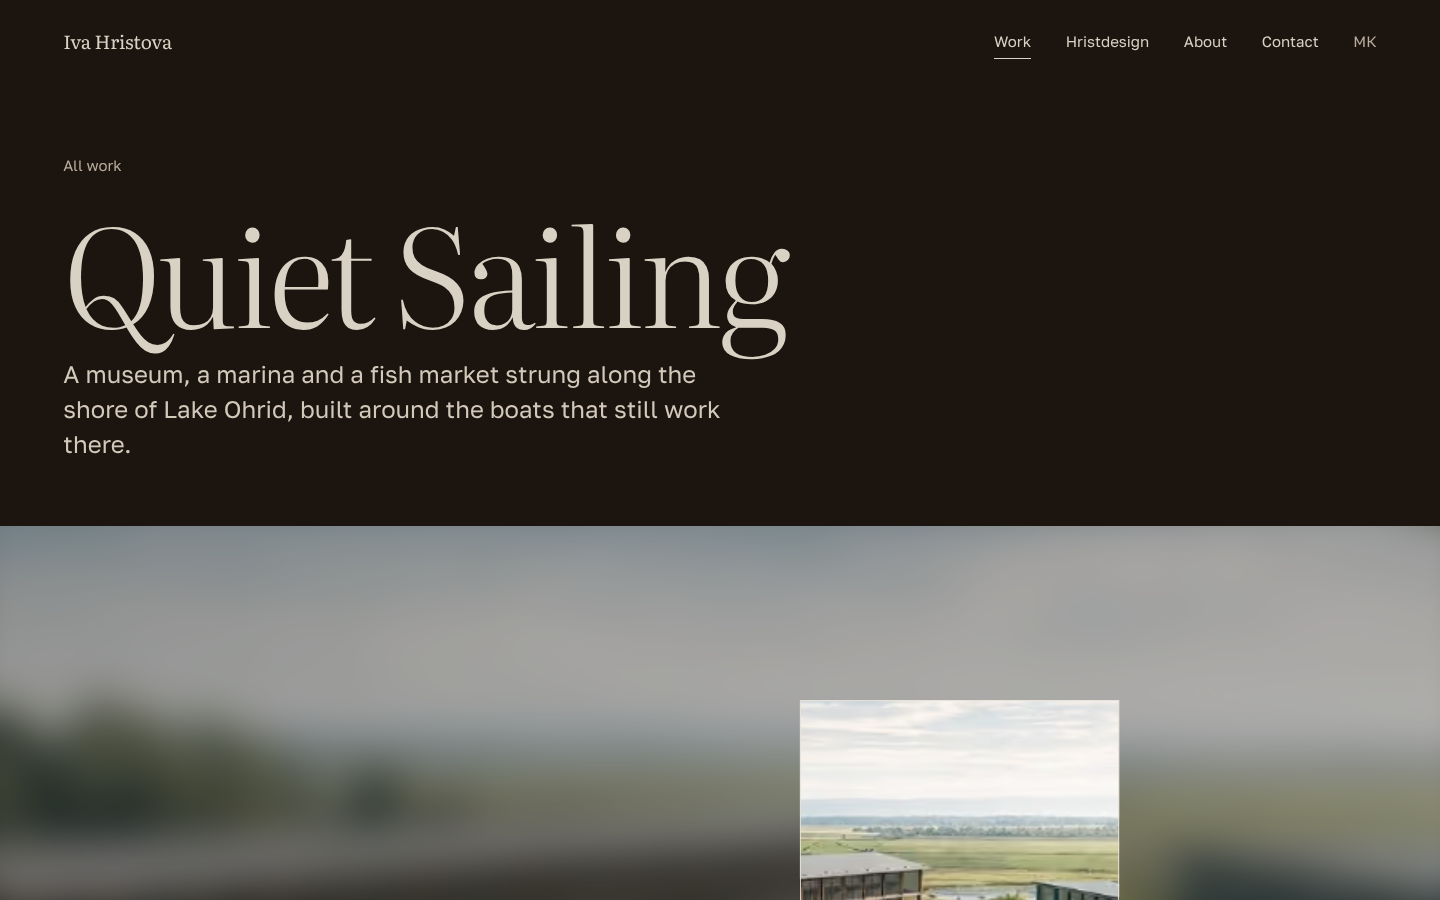 Iva Hristova
Work
Hristdesign
About
Contact
MK
All work
Quiet Sailing
A museum, a marina and a fish market strung along the
shore of Lake Ohrid, built around the boats that still work
there.